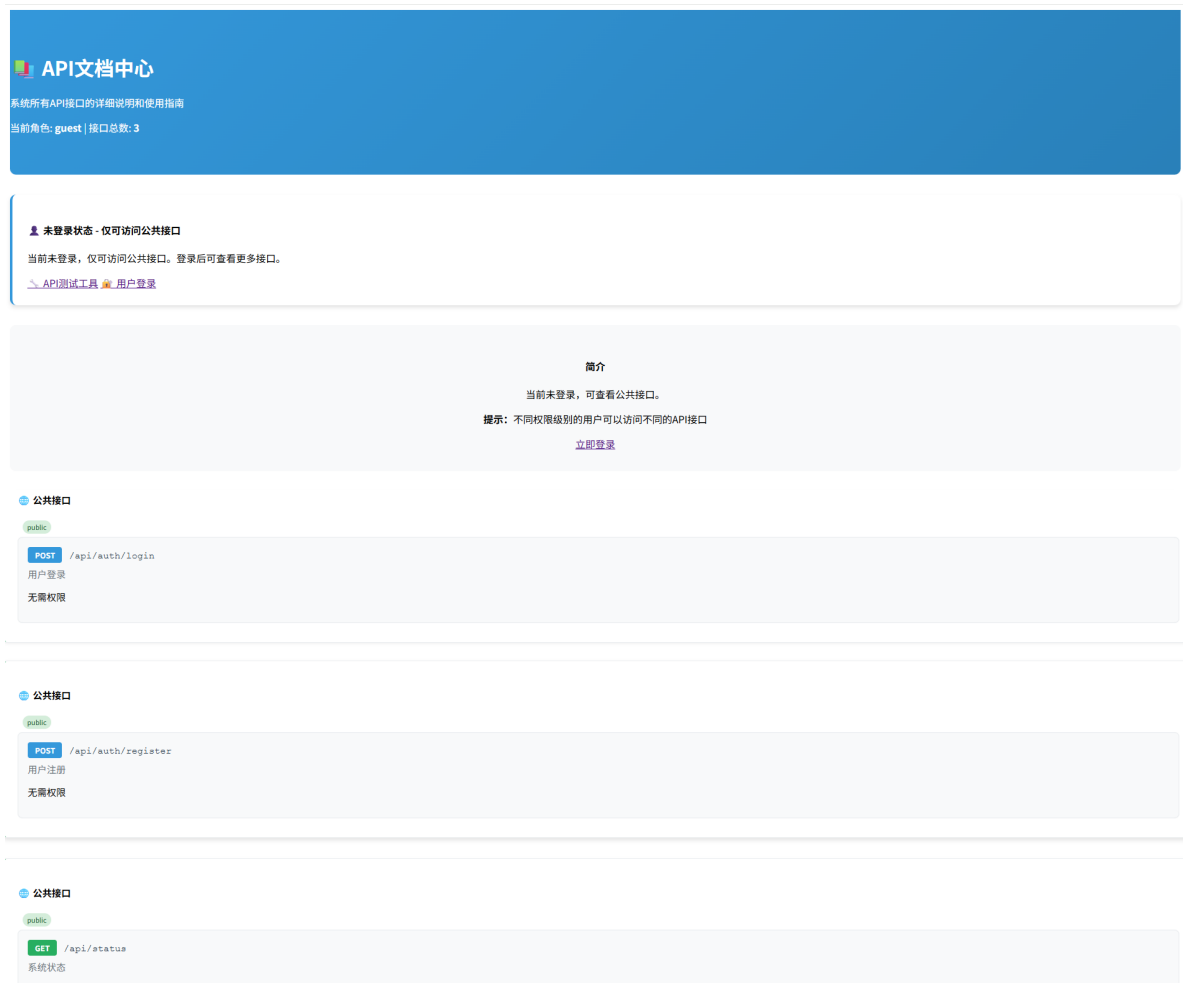 📚 API文档中心
系统所有API接口的详细说明和使用指南
当前角色: guest | 接口总数: 3
👤 未登录状态 - 仅可访问公共接口
当前未登录，仅可访问公共接口。登录后可查看更多接口。
🔧 API测试工具 🔐 用户登录
简介
当前未登录，可查看公共接口。
提示：不同权限级别的用户可以访问不同的API接口
立即登录
🌐 公共接口
public
POST /api/auth/login
用户登录
无需权限
🌐 公共接口
public
POST /api/auth/register
用户注册
无需权限
🌐 公共接口
public
GET /api/status
系统状态